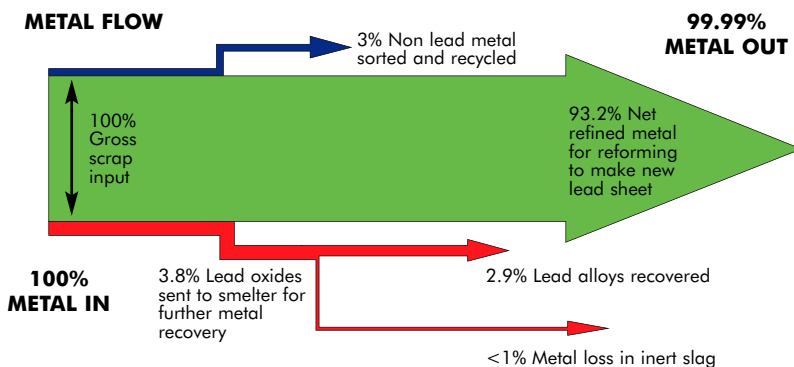 METAL FLOW
3% Non lead metal
sorted and recycled
99.99%
METAL OUT
100%
Gross
scrap
input
93.2% Net
refined metal
for reforming
to make new
lead sheet
100%
METAL IN
3.8% Lead oxides
sent to smelter for
further metal
recovery
2.9% Lead alloys recovered
<1% Metal loss in inert slag